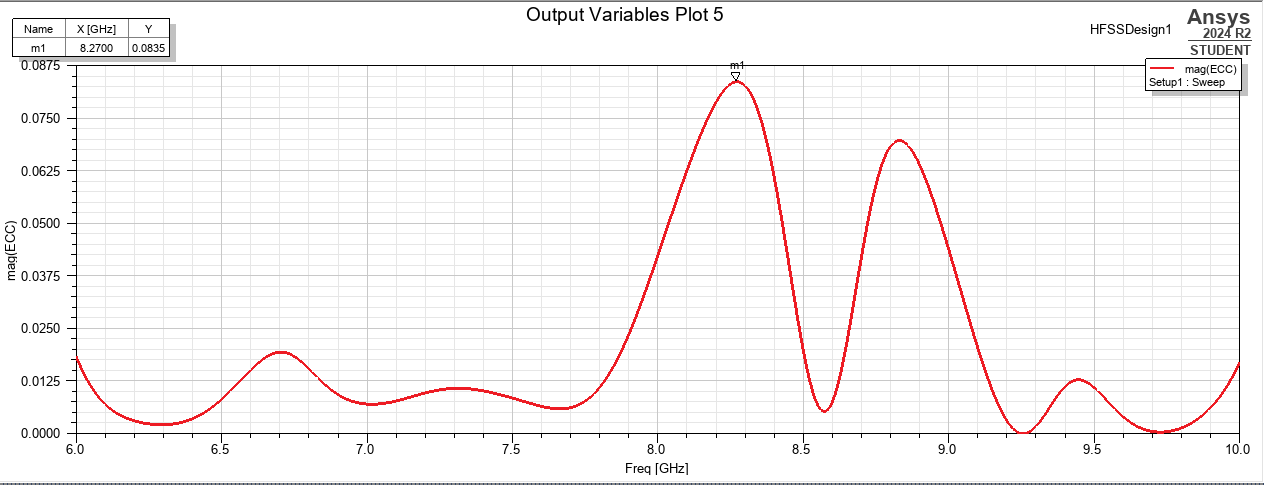 Output Variables Plot 5
HFSSDesign1
Ansys
2024 R2
STUDENT
Name X [GHz] Y
m1 8.2700 0.0835
m1
mag(ECC)
Setup1 : Sweep
0.0875
0.0750
0.0625
0.0500
0.0375
0.0250
0.0125
0.0000
mag(ECC)
6.0 6.5 7.0 7.5 8.0 8.5 9.0 9.5 10.0
Freq [GHz]